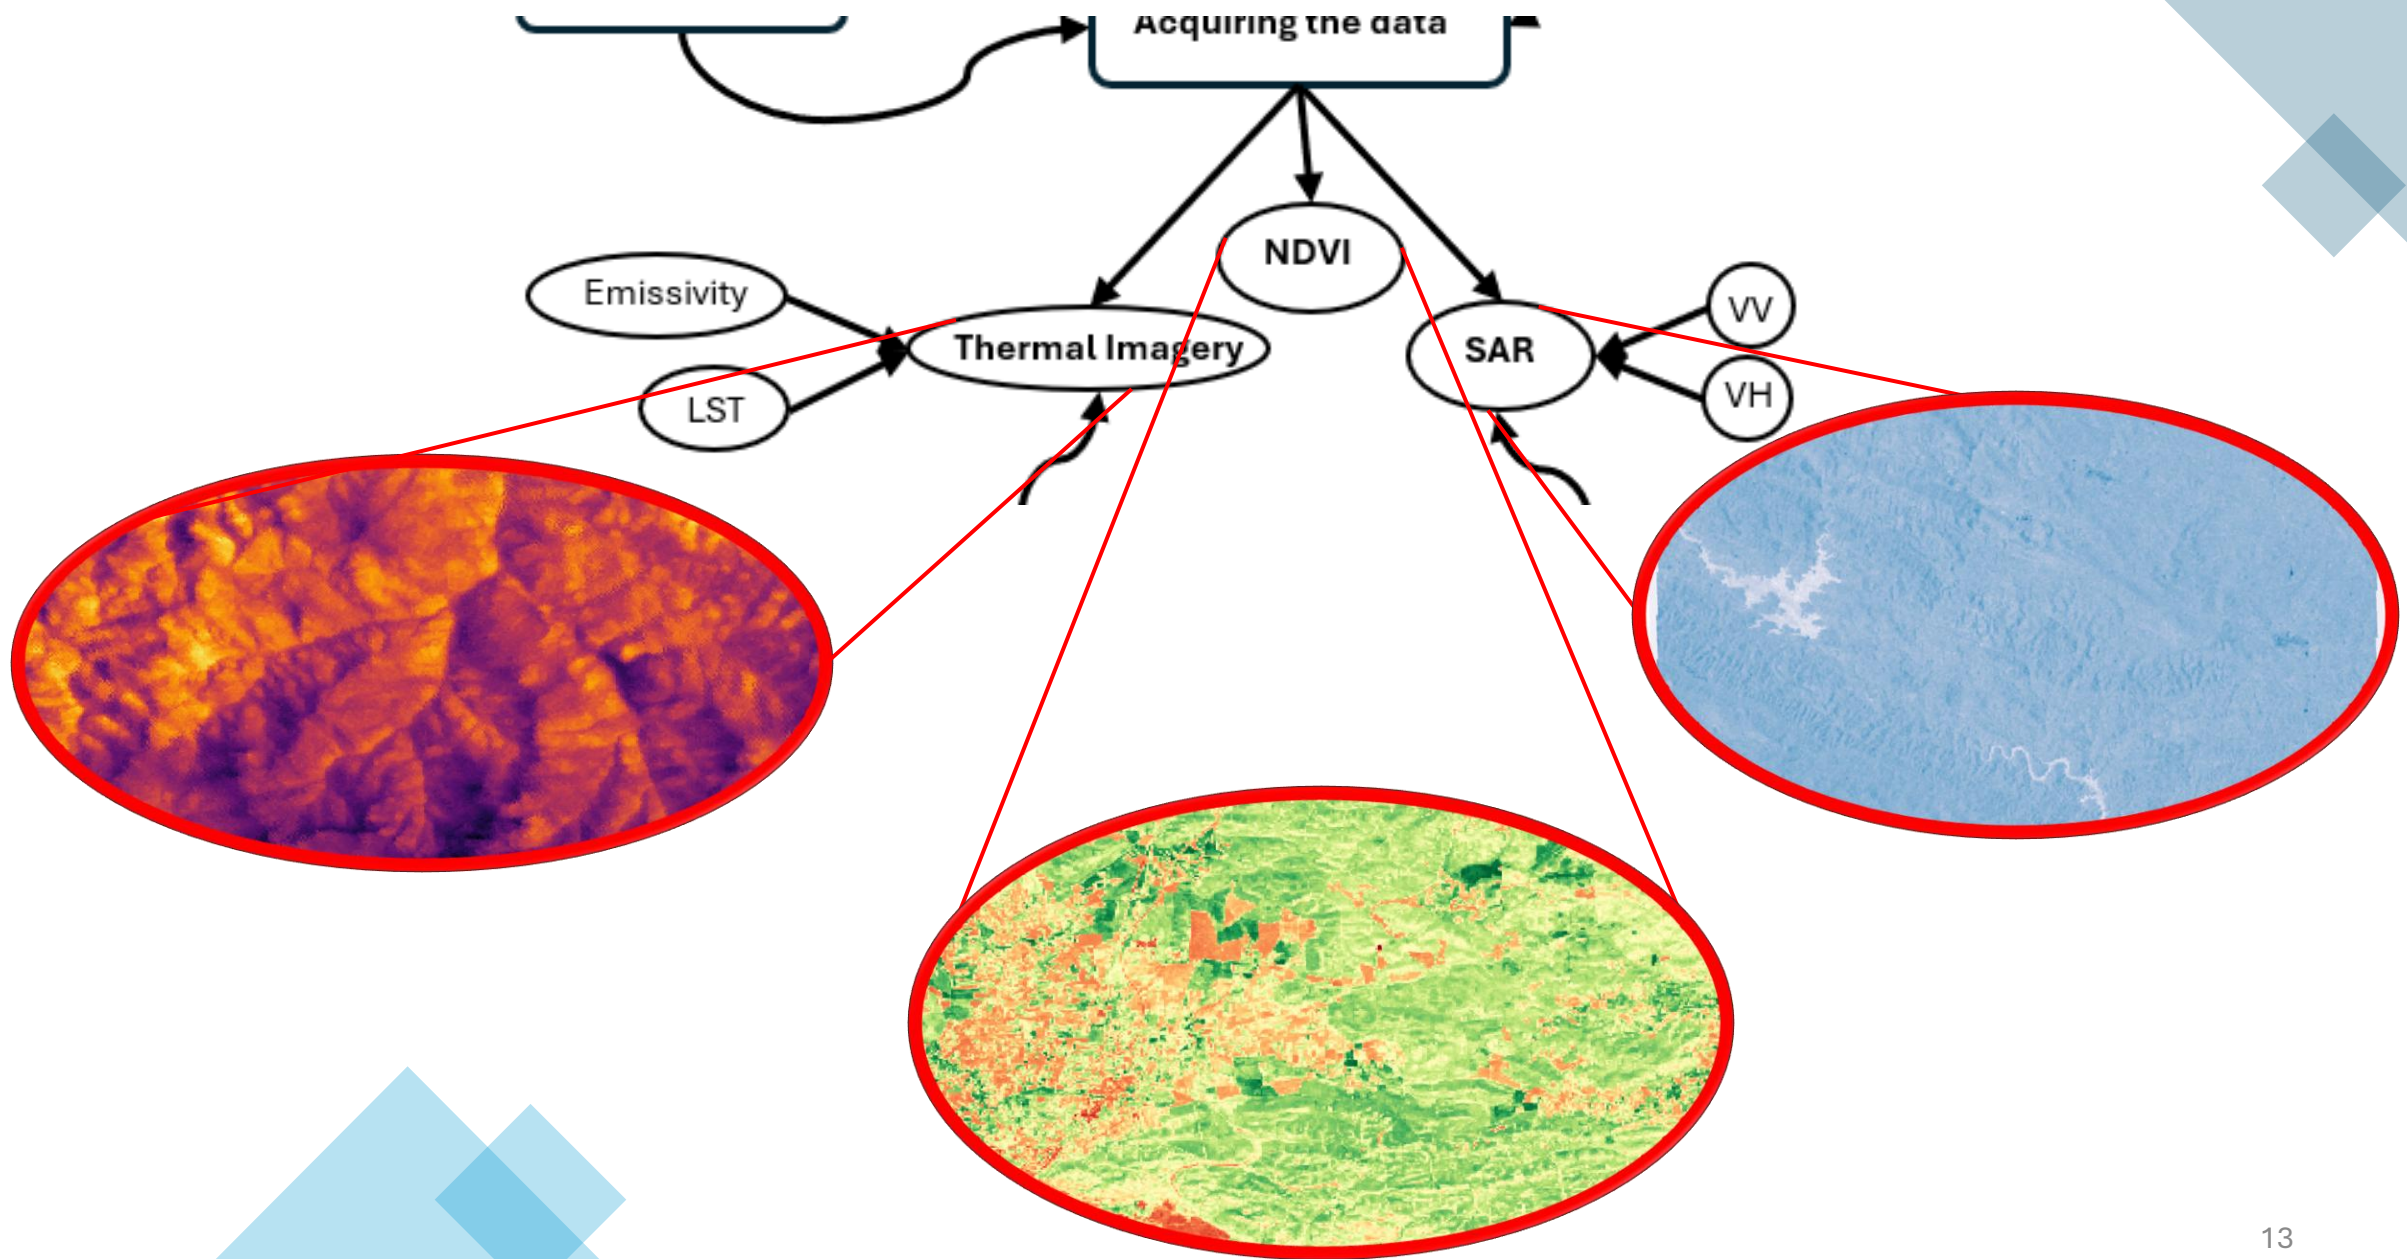 Acquiring the data
NDVI
Emissivity
VV
Thermal Imagery
SAR
LST
VH
13